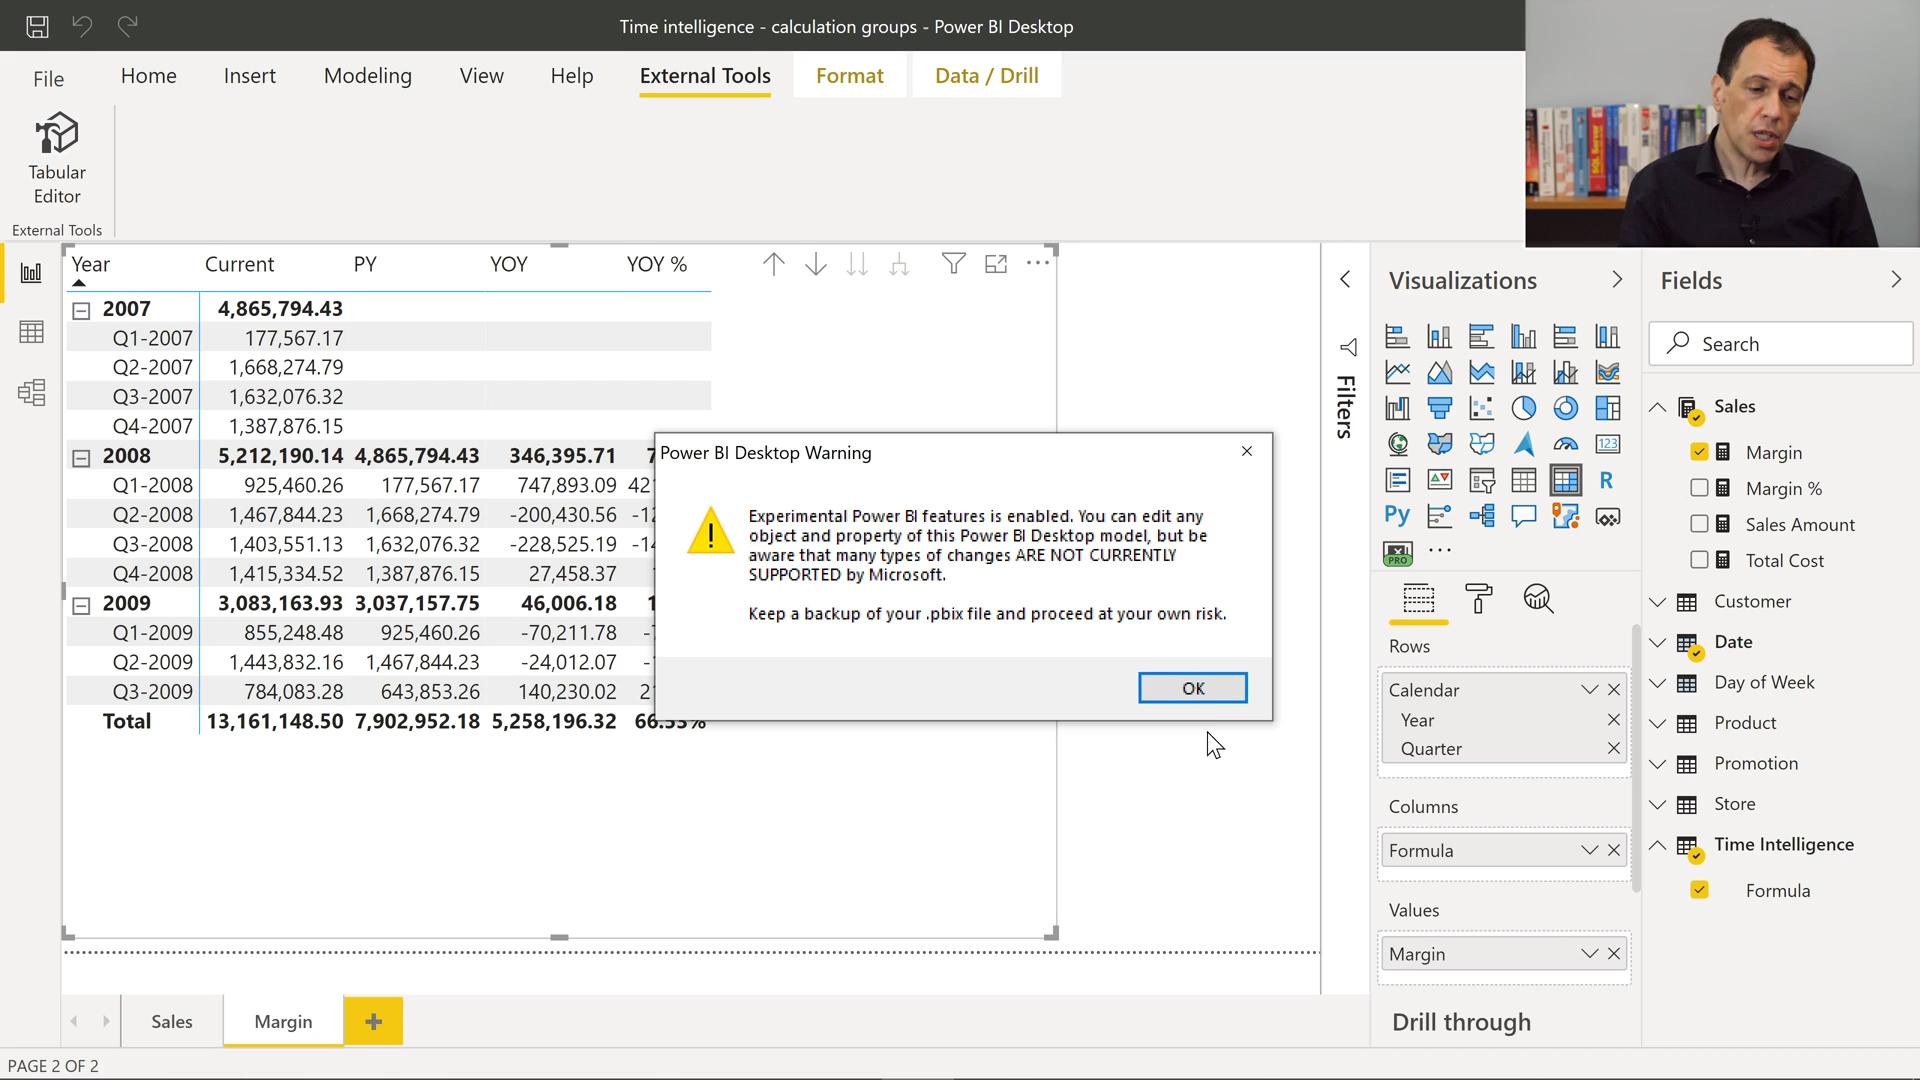 Time intelligence - calculation groups - Power BI Desktop
File
Home
Insert
Modeling
View
Help
External Tools
Format
Data / Drill
Tabular
Editor
External Tools
Year Current PY YOY YOY %
2007 4,865,794.43
Q1-2007 177,567.17
Q2-2007 1,668,274.79
Q3-2007 1,632,076.32
Q4-2007 1,387,876.15
2008 5,212,190.14 4,865,794.43 346,395.71
Q1-2008 925,460.26 177,567.17 747,893.09
Q2-2008 1,467,844.23 1,668,274.79 -200,430.56
Q3-2008 1,403,551.13 1,632,076.32 -228,525.19
Q4-2008 1,415,334.52 1,387,876.15 27,458.37
2009 3,083,163.93 3,037,157.75 46,006.18
Q1-2009 855,248.48 925,460.26 -70,211.78
Q2-2009 1,443,832.16 1,467,844.23 -24,012.07
Q3-2009 784,083.28 643,853.26 140,230.02
Total 13,161,148.50 7,902,952.18 5,258,196.32 66.53%
Power BI Desktop Warning
Experimental Power BI features is enabled. You can edit any
object and property of this Power BI Desktop model, but be
aware that many types of changes ARE NOT CURRENTLY
SUPPORTED by Microsoft.
Keep a backup of your .pbix file and proceed at your own risk.
OK
Filters
Visualizations
123
R
Py
PRO
Rows
Calendar
Year
Quarter
Columns
Formula
Values
Margin
Drill through
Fields
Search
Sales
Margin
Margin %
Sales Amount
Total Cost
Customer
Date
Day of Week
Product
Promotion
Store
Time Intelligence
Formula
Sales
Margin
PAGE 2 OF 2